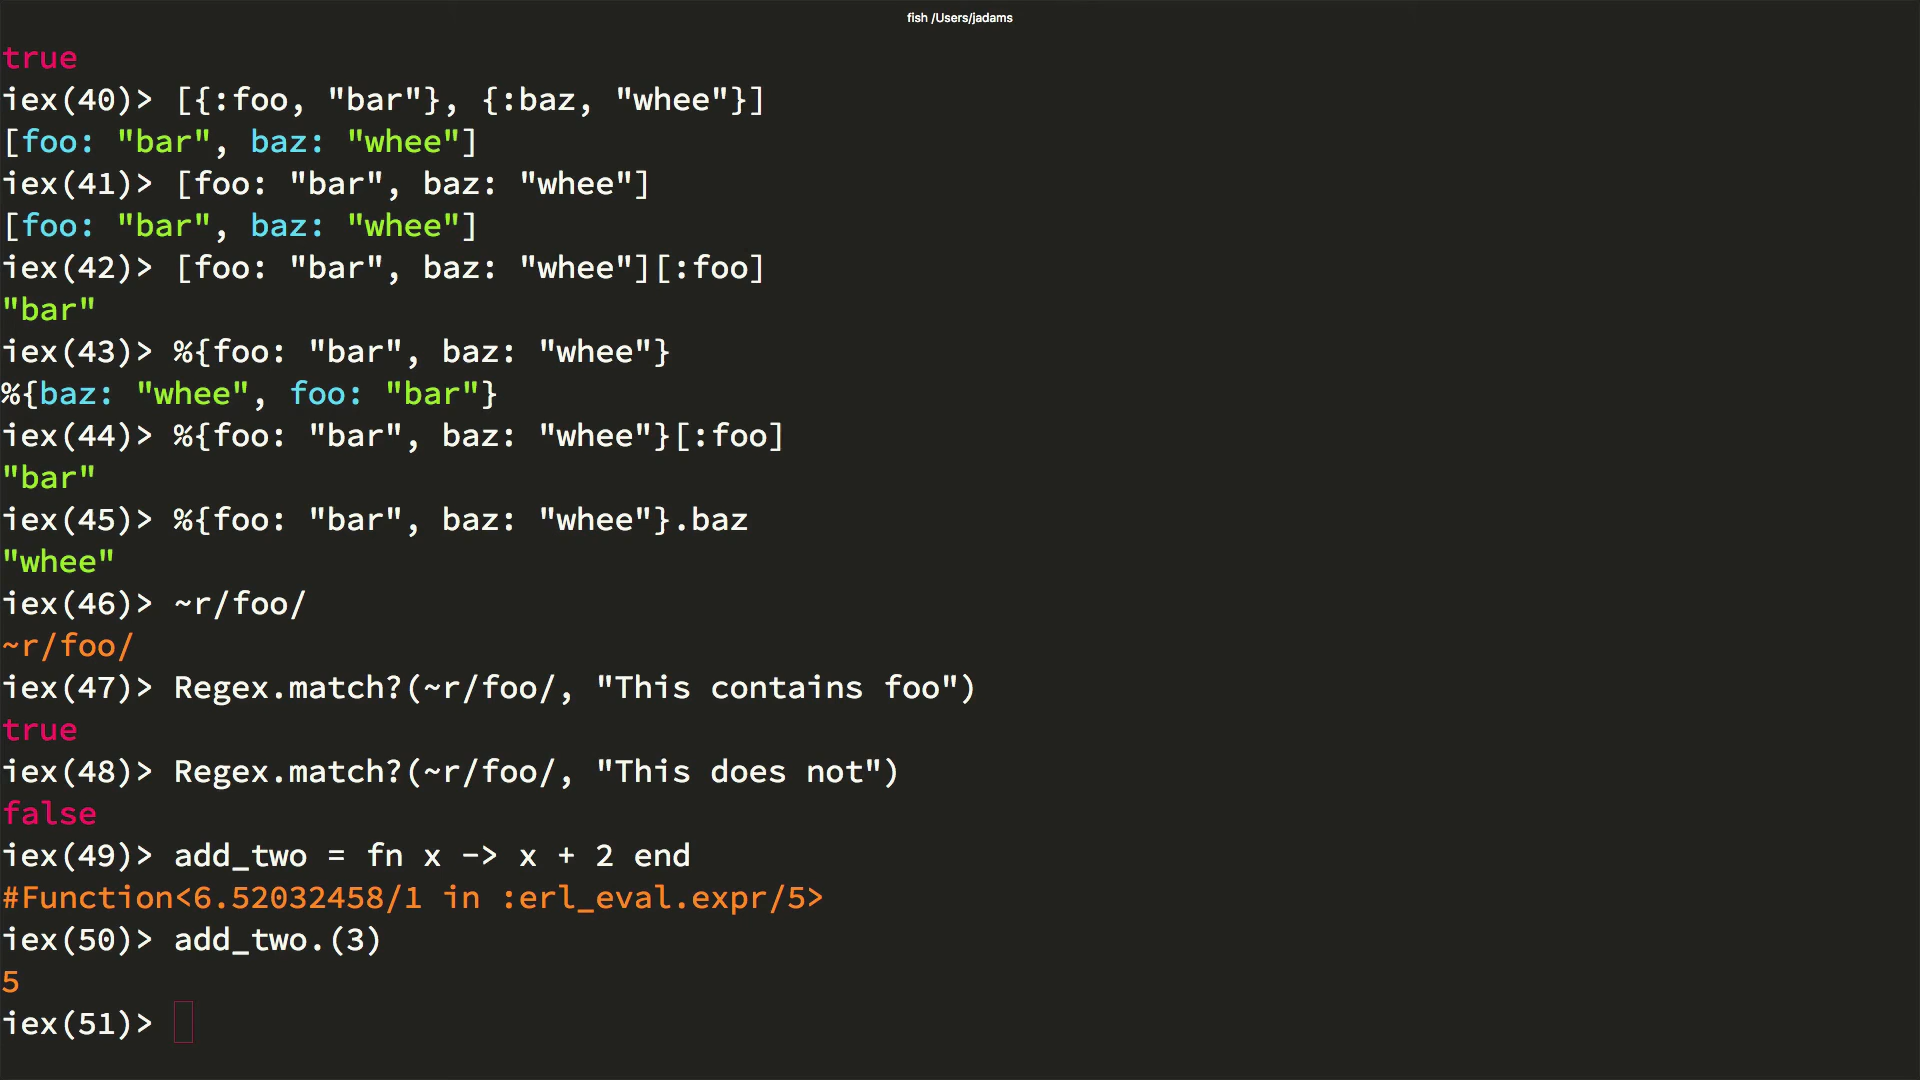 fish /Users/jadams
true
iex(40)> [{:foo, "bar"}, {:baz, "whee"}]
[foo: "bar", baz: "whee"]
iex(41)> [foo: "bar", baz: "whee"]
[foo: "bar", baz: "whee"]
iex(42)> [foo: "bar", baz: "whee"][:foo]
"bar"
iex(43)> %{foo: "bar", baz: "whee"}
%{baz: "whee", foo: "bar"}
iex(44)> %{foo: "bar", baz: "whee"}[:foo]
"bar"
iex(45)> %{foo: "bar", baz: "whee"}.baz
"whee"
iex(46)> ~r/foo/
~r/foo/
iex(47)> Regex.match?(~r/foo/, "This contains foo")
true
iex(48)> Regex.match?(~r/foo/, "This does not")
false
iex(49)> add_two = fn x -> x + 2 end
#Function<6.52032458/1 in :erl_eval.expr/5>
iex(50)> add_two.(3)
5
iex(51)>